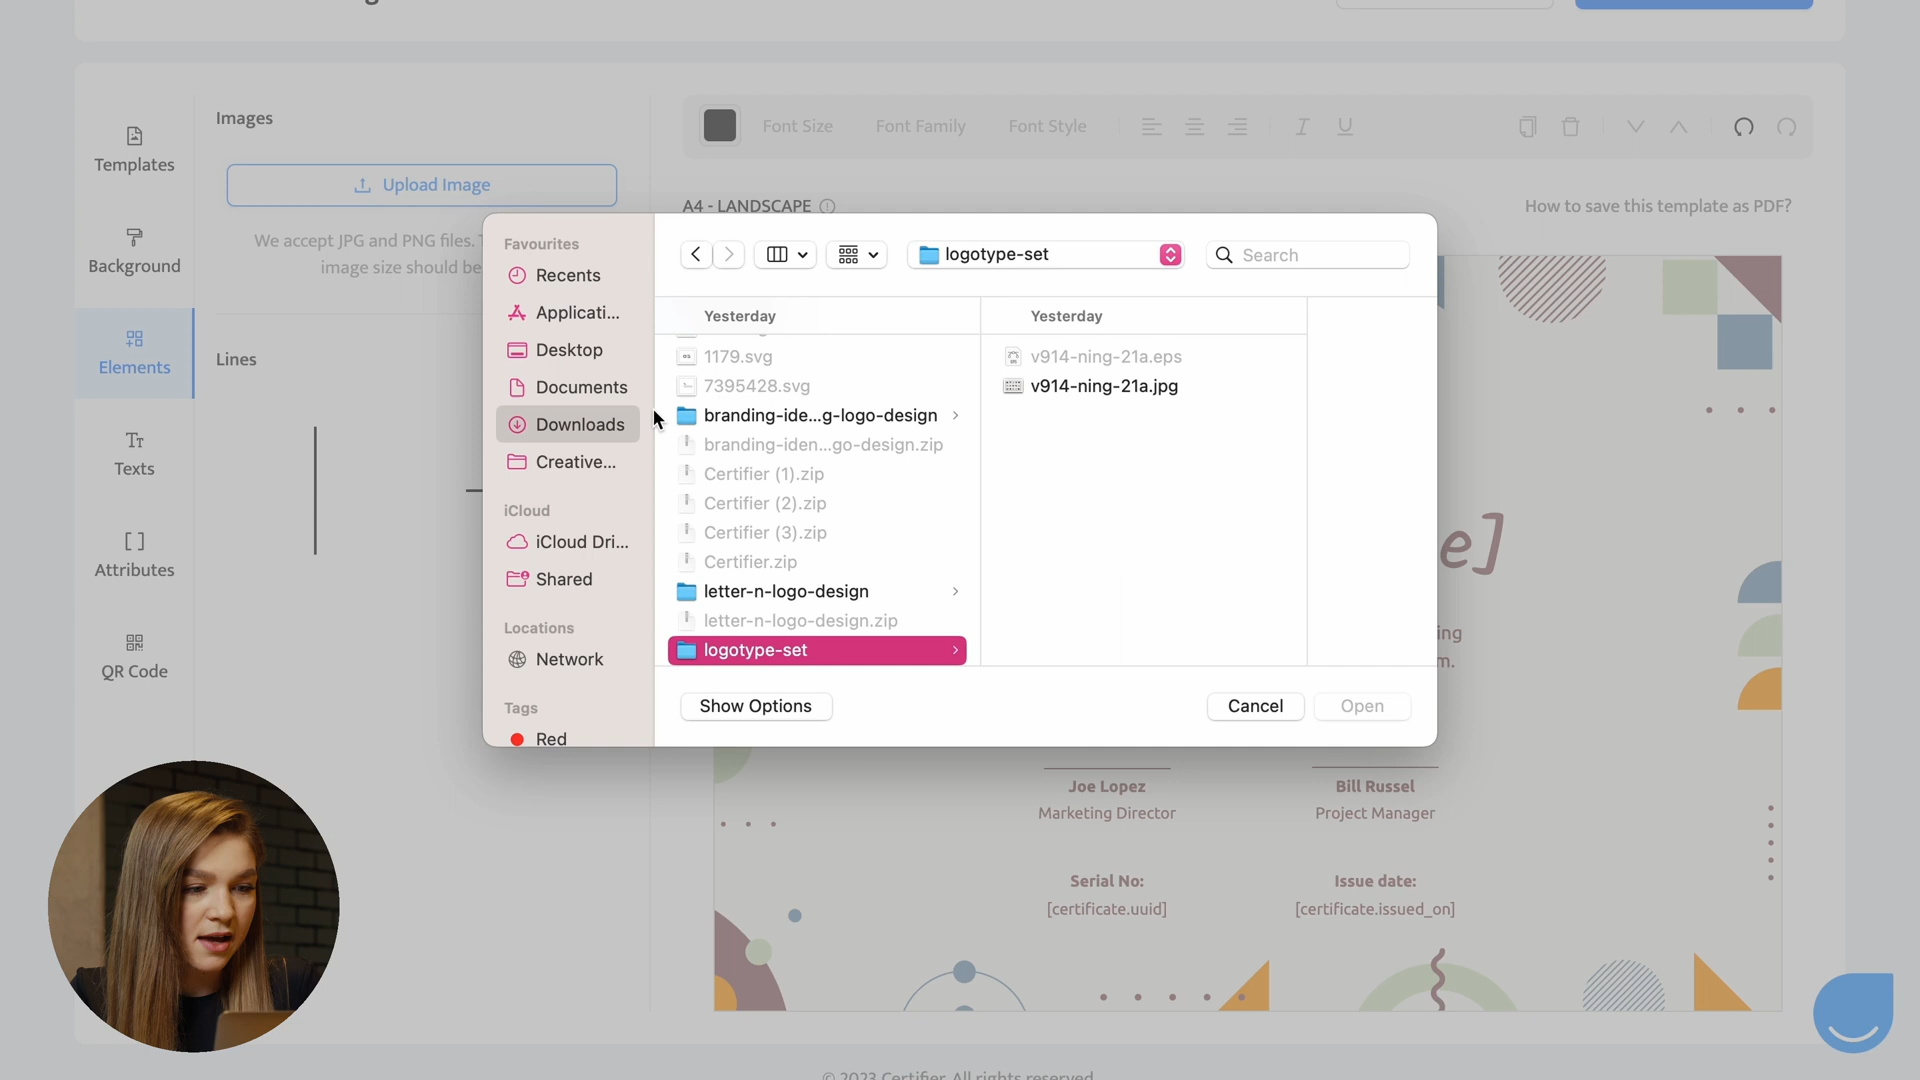 Images
Templates
Upload Image
We accept JPG and PNG files.
image size should be
Background
Elements
Lines
Texts
Attributes
QR Code
Font Size
Font Family
Font Style
A4 - LANDSCAPE
How to save this template as PDF?
Favourites
Recents
Applicati...
Desktop
Documents
Downloads
Creative...
iCloud
iCloud Dri...
Shared
Locations
Network
Tags
Red
logotype-set
Search
Yesterday
1179.svg
7395428.svg
branding-ide...g-logo-design
branding-iden...go-design.zip
Certifier (1).zip
Certifier (2).zip
Certifier (3).zip
Certifier.zip
letter-n-logo-design
letter-n-logo-design.zip
logotype-set
Yesterday
v914-ning-21a.eps
v914-ning-21a.jpg
Show Options
Cancel
Open
e]
ing
m.
Joe Lopez
Marketing Director
Bill Russel
Project Manager
Serial No:
[certificate.uuid]
Issue date:
[certificate.issued_on]
© 2023 Certifier. All rights reserved